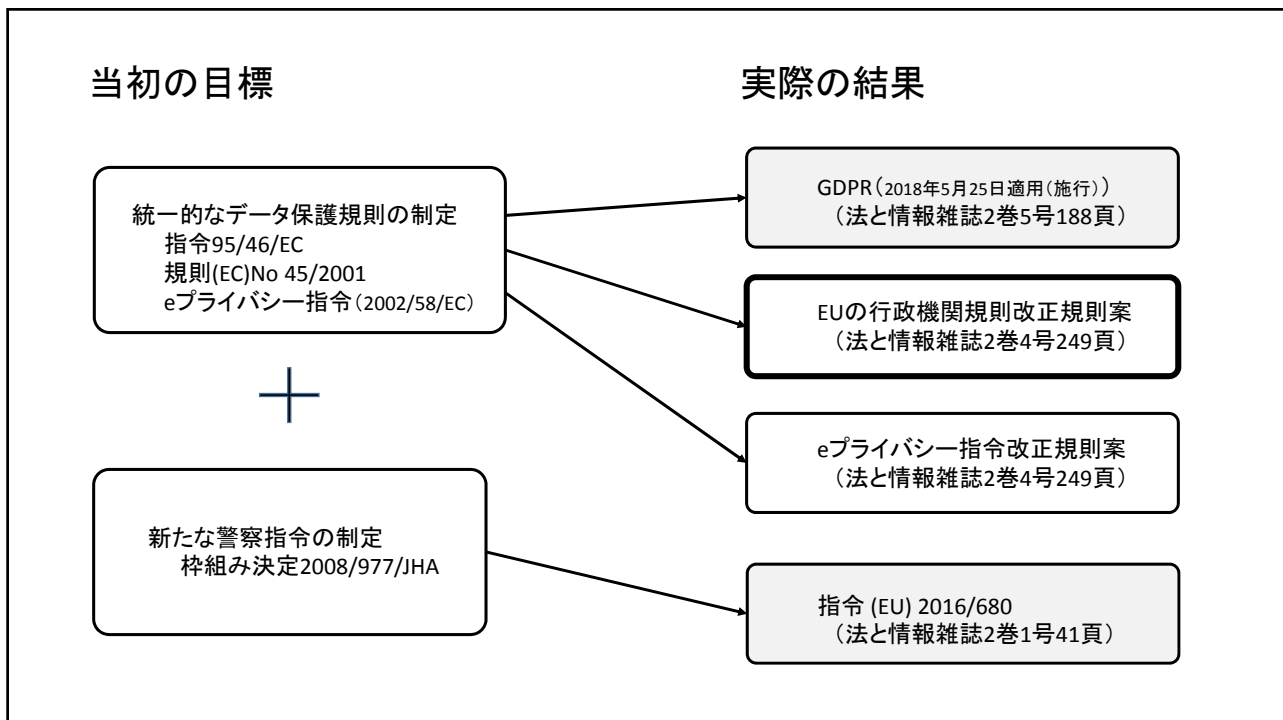 当初の目標
統一的なデータ保護規則の制定
指令95/46/EC
規則(EC)No 45/2001
eプライバシー指令(2002/58/EC)
新たな警察指令の制定
枠組み決定2008/977/JHA
実際の結果
GDPR(2018年5月25日適用(施行))
(法と情報雑誌2巻5号188頁)
EUの行政機関規則改正規則案
(法と情報雑誌2巻4号249頁)
eプライバシー指令改正規則案
(法と情報雑誌2巻4号249頁)
指令 (EU) 2016/680
(法と情報雑誌2巻1号41頁)